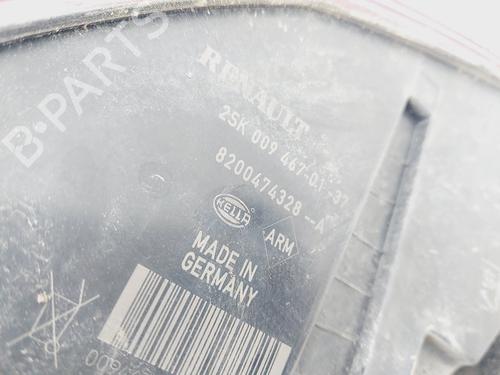 B-PARTS
RENAULT
2SK 009 467-01 -37
8200474328 --A
HELLA
ARM
MADE IN
GERMANY